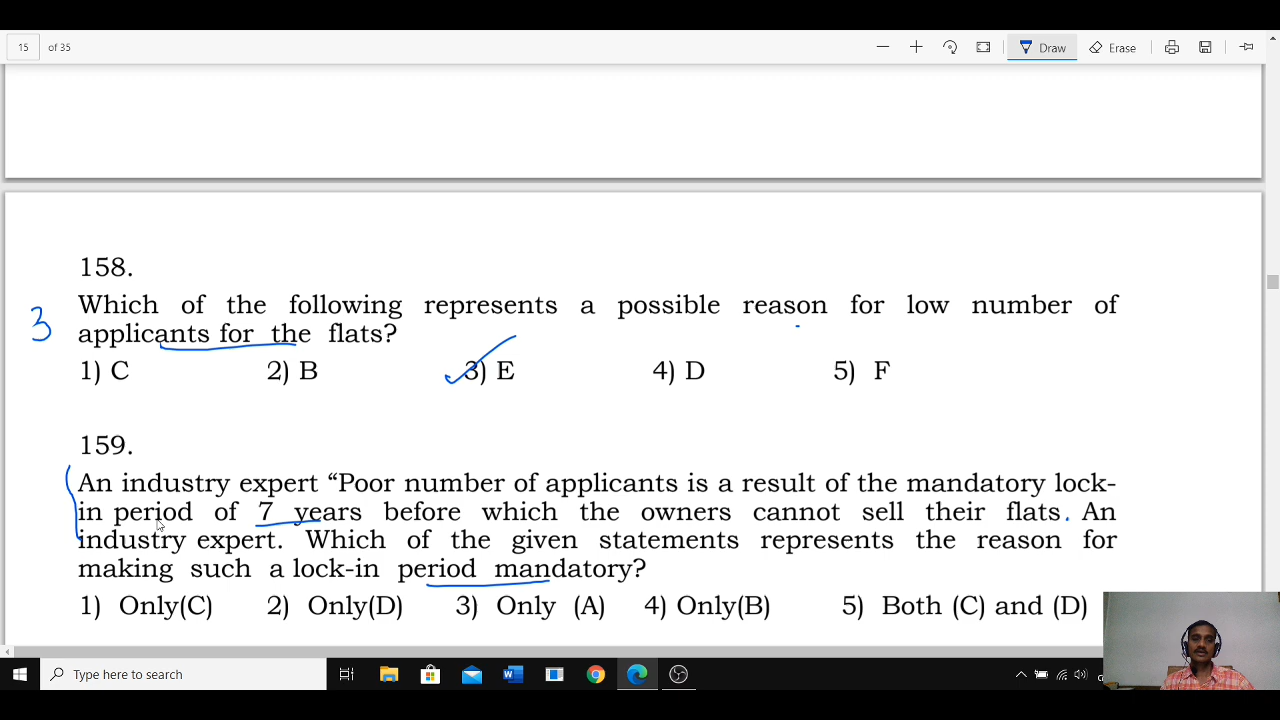 15 of 35
Draw
Erase
158.
Which of the following represents a possible reason for low number of
3
applicants for the flats?
1) C 2) B 3) E 4) D 5) F
159.
An industry expert “Poor number of applicants is a result of the mandatory lock-
in period of 7 years before which the owners cannot sell their flats. An
industry expert. Which of the given statements represents the reason for
making such a lock-in period mandatory?
1) Only(C) 2) Only(D) 3) Only (A) 4) Only(B) 5) Both (C) and (D)
Type here to search